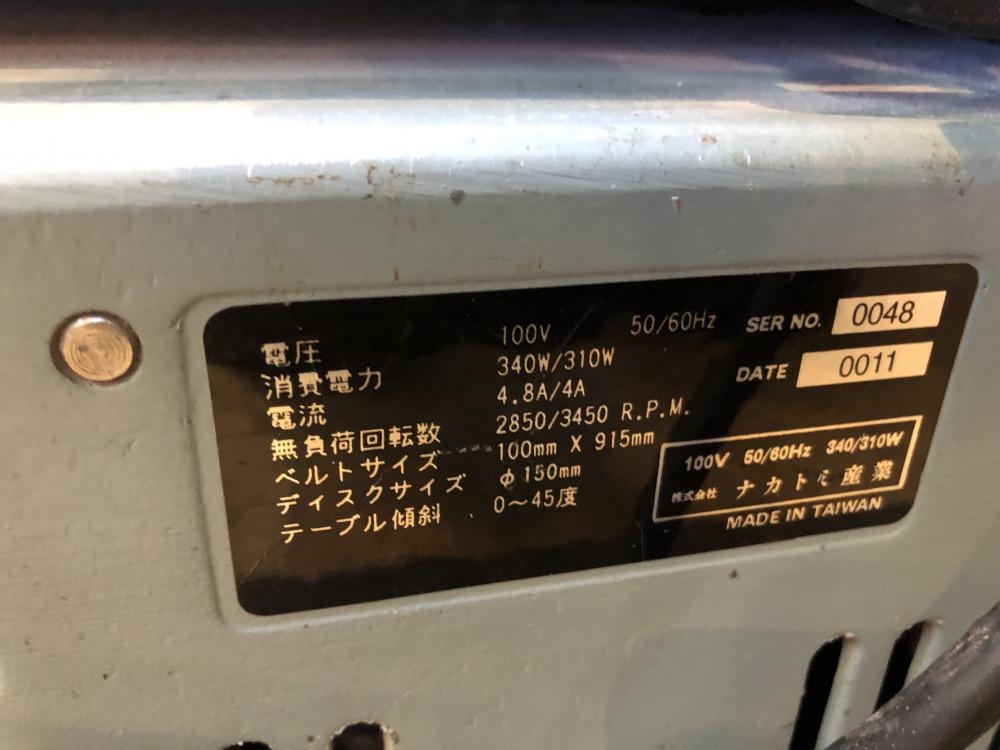 電圧 100V 50/60Hz
消費電力 340W/310W
電流 4.8A/4A
無負荷回転数 2850/3450 R.P.M.
ベルトサイズ 100mm X 915mm
ディスクサイズ φ150mm
テーブル傾斜 0〜45度
SER NO. 0048
DATE 0011
100V 50/60Hz 340/310W
株式会社 ナカトミ産業
MADE IN TAIWAN